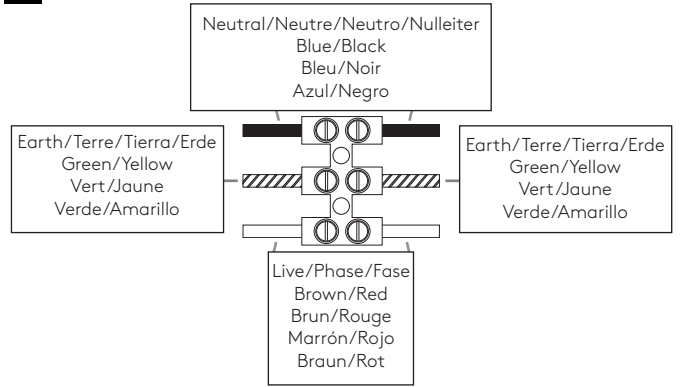 Neutral/Neutre/Neutro/Nulleiter
Blue/Black
Bleu/Noir
Azul/Negro
Earth/Terre/Tierra/Erde
Green/Yellow
Vert/Jaune
Verde/Amarillo
Earth/Terre/Tierra/Erde
Green/Yellow
Vert/Jaune
Verde/Amarillo
Live/Phase/Fase
Brown/Red
Brun/Rouge
Marrón/Rojo
Braun/Rot